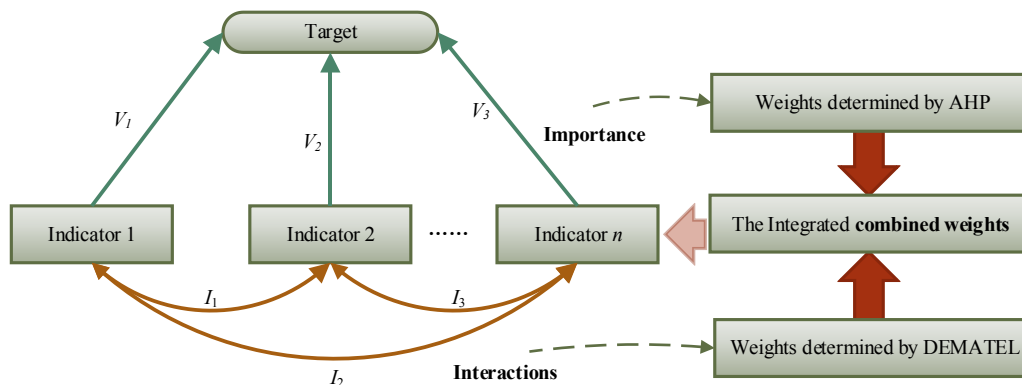 Target
Weights determined by AHP
V1
V2
V3
Importance
Indicator 1
Indicator 2
......
Indicator n
The Integrated combined weights
I1
I3
I2
Interactions
Weights determined by DEMATEL